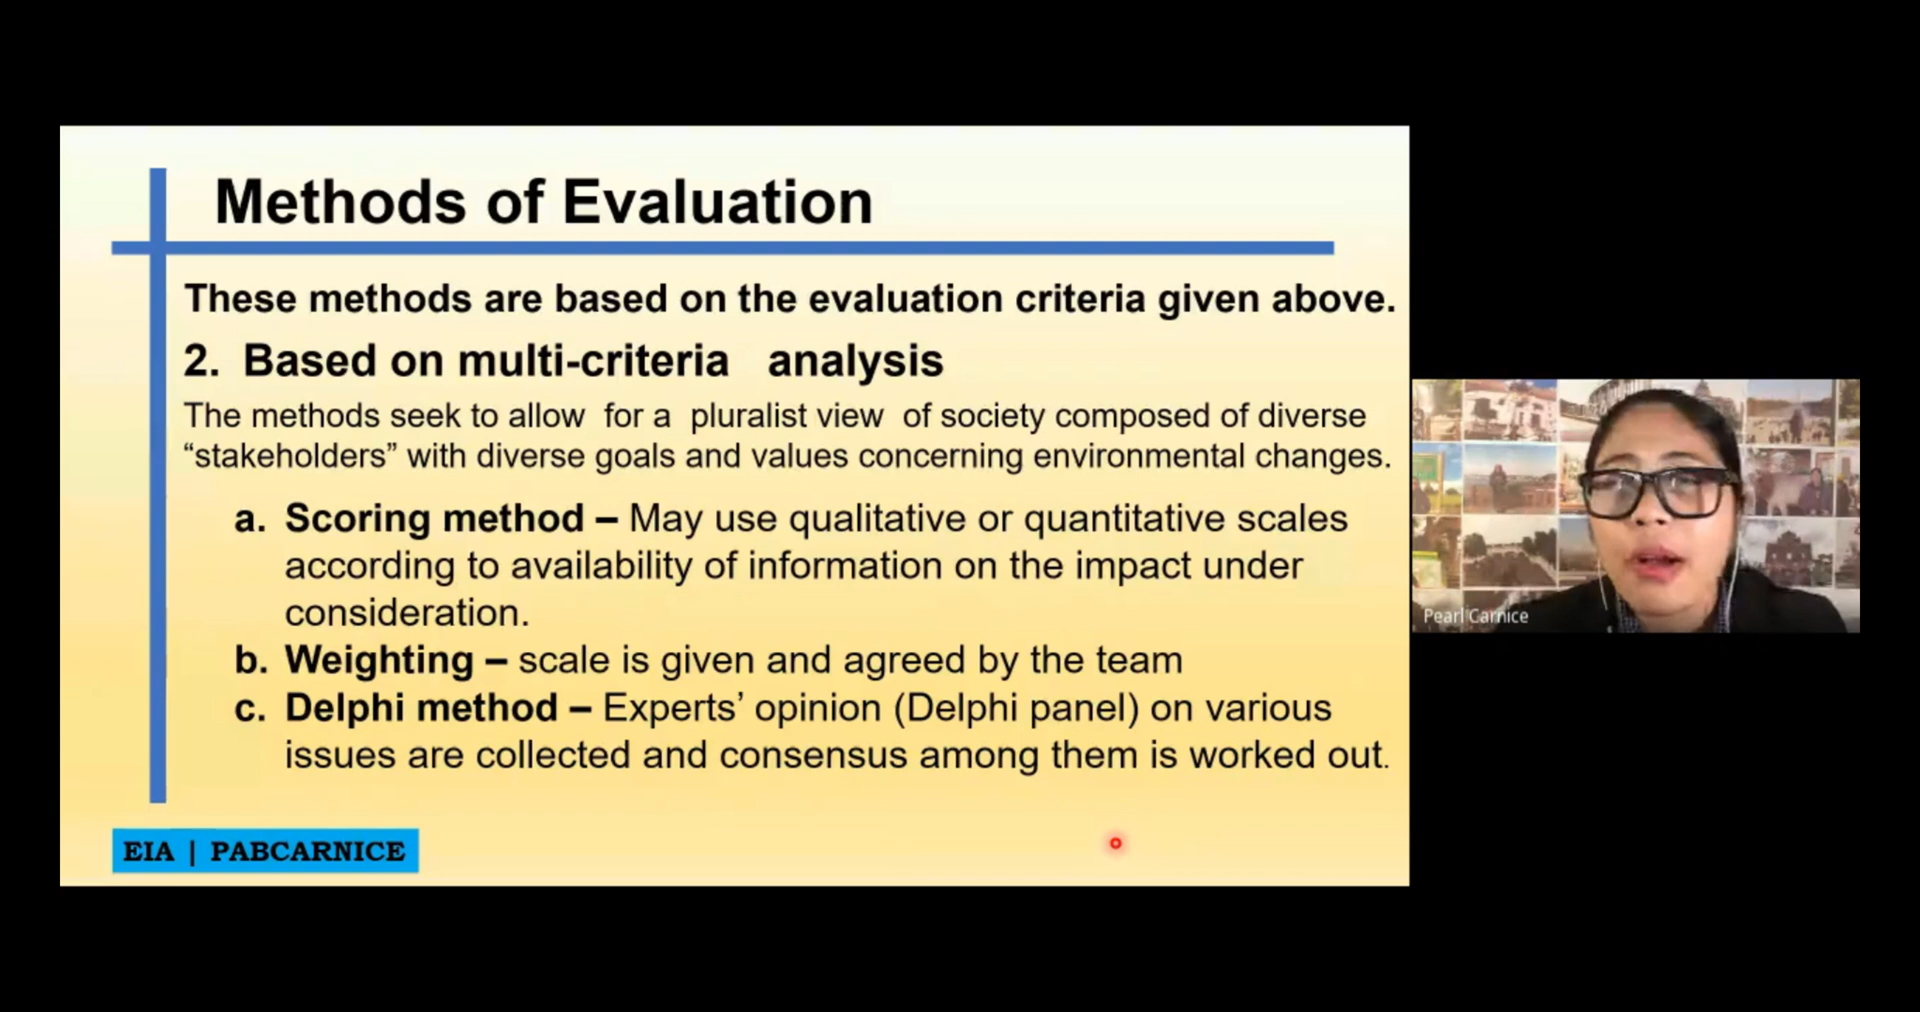 Methods of Evaluation
These methods are based on the evaluation criteria given above.
2. Based on multi-criteria analysis
The methods seek to allow for a pluralist view of society composed of diverse
“stakeholders” with diverse goals and values concerning environmental changes.
a. Scoring method – May use qualitative or quantitative scales
according to availability of information on the impact under
consideration.
b. Weighting – scale is given and agreed by the team
c. Delphi method – Experts’ opinion (Delphi panel) on various
issues are collected and consensus among them is worked out.
EIA | PABCARNICE
Pearl Carnice